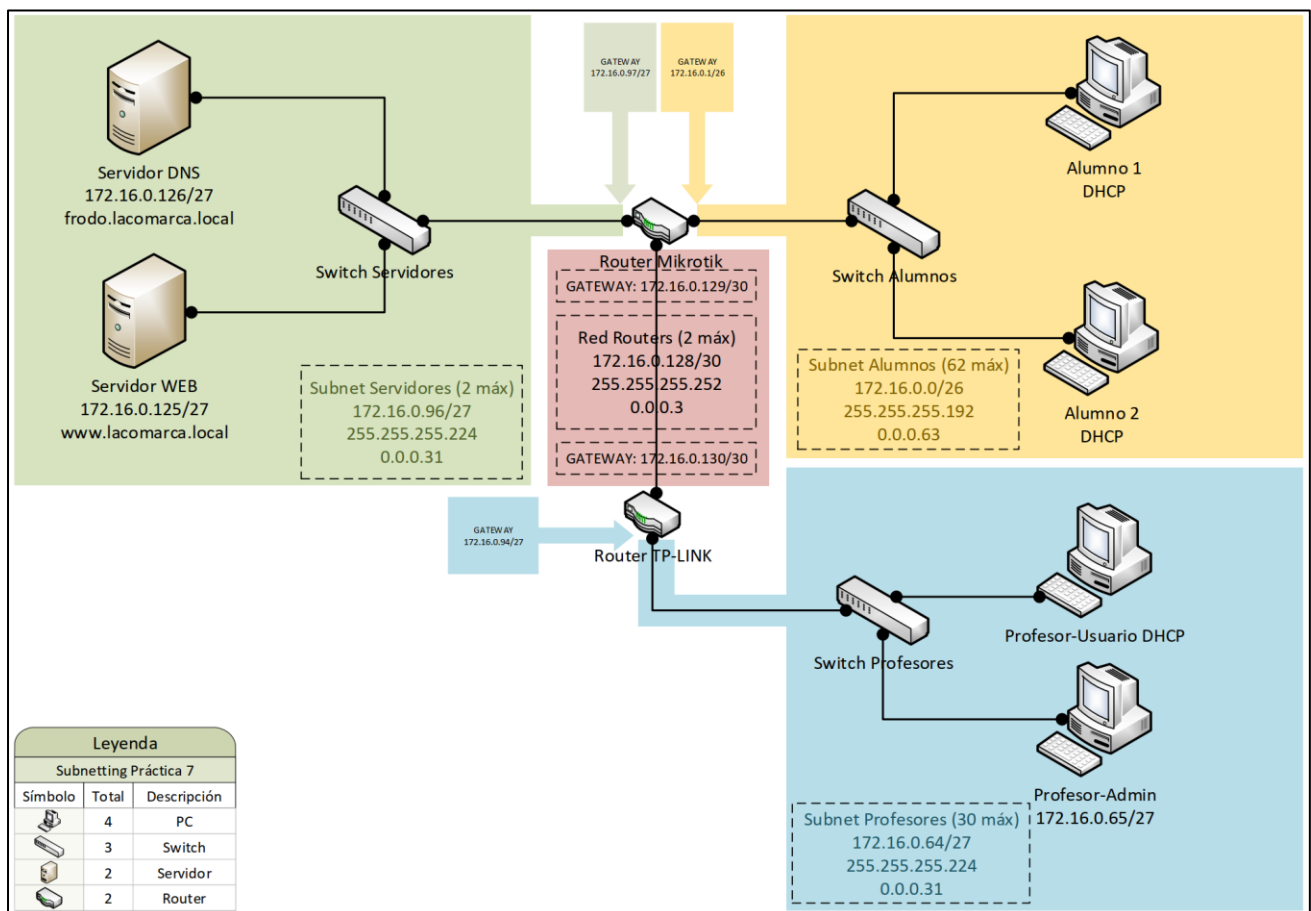 GATEWAY
172.16.0.97/27
GATEWAY
172.16.0.1/26
Servidor DNS
172.16.0.126/27
frodo.lacomarca.local
Switch Servidores
Servidor WEB
172.16.0.125/27
www.lacomarca.local
Subnet Servidores (2 máx)
172.16.0.96/27
255.255.255.224
0.0.0.31
Router Mikrotik
GATEWAY: 172.16.0.129/30
Red Routers (2 máx)
172.16.0.128/30
255.255.255.252
0.0.0.3
GATEWAY: 172.16.0.130/30
Alumno 1
DHCP
Switch Alumnos
Subnet Alumnos (62 máx)
172.16.0.0/26
255.255.255.192
0.0.0.63
Alumno 2
DHCP
GATEWAY
172.16.0.94/27
Router TP-LINK
Switch Profesores
Profesor-Usuario DHCP
Profesor-Admin
172.16.0.65/27
Subnet Profesores (30 máx)
172.16.0.64/27
255.255.255.224
0.0.0.31
Leyenda
Subnetting Práctica 7
Símbolo Total Descripción
4 PC
3 Switch
2 Servidor
2 Router